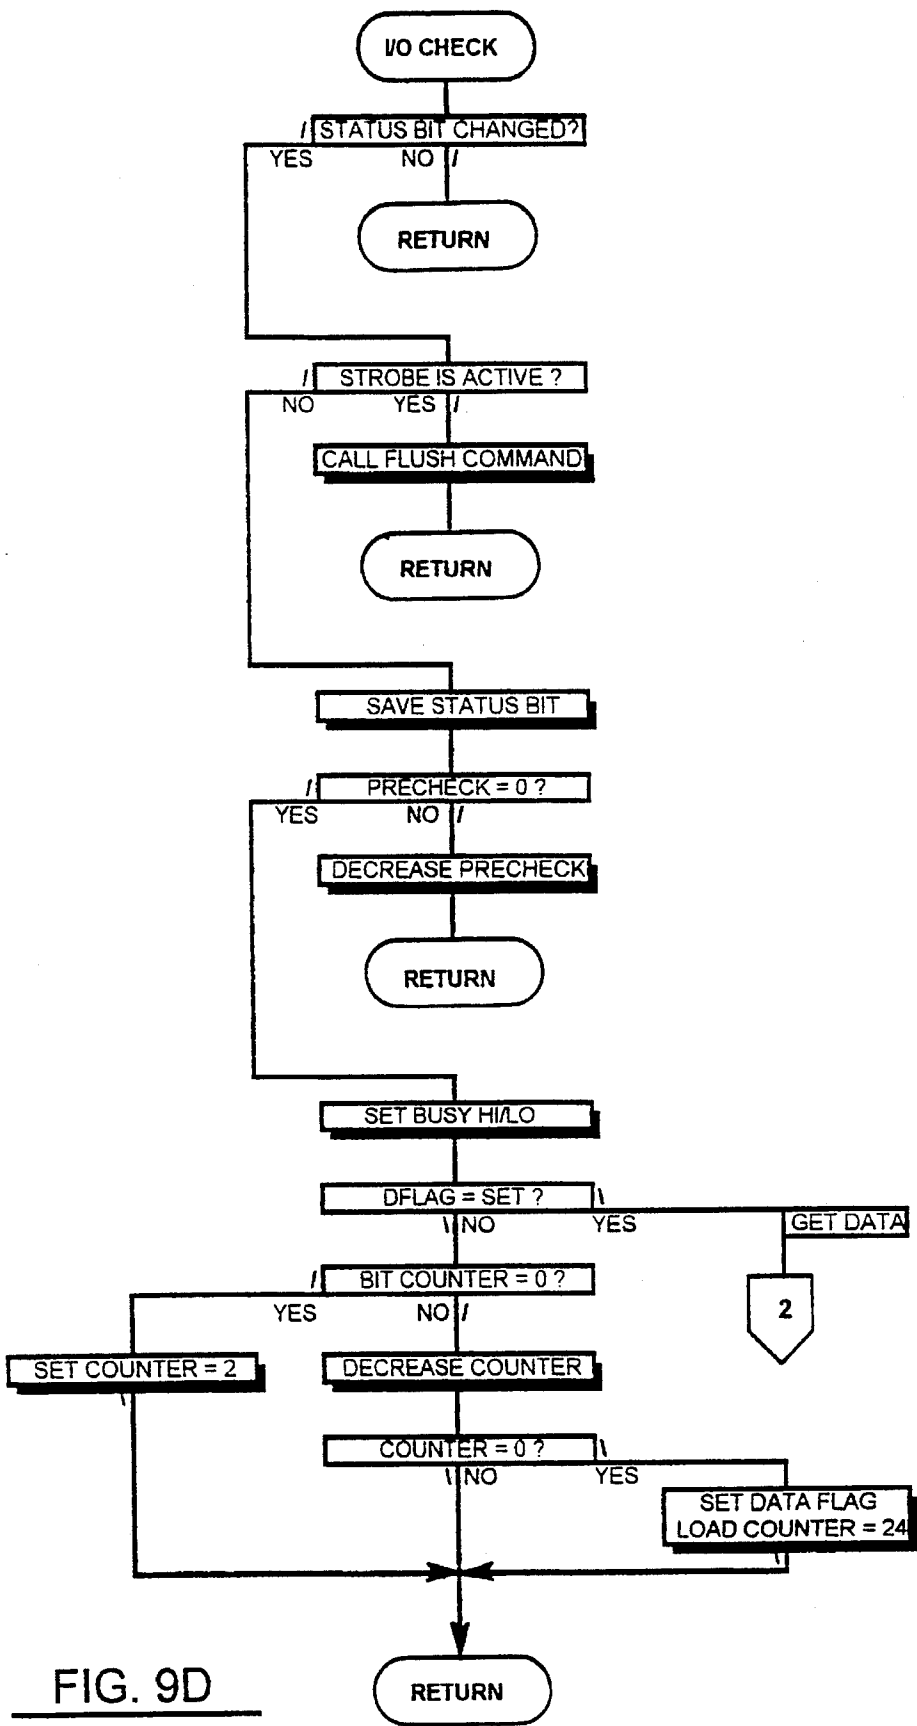 I/O CHECK
STATUS BIT CHANGED?
YES NO
RETURN
STROBE IS ACTIVE ?
NO YES
CALL FLUSH COMMAND
RETURN
SAVE STATUS BIT
PRECHECK = 0 ?
YES NO
DECREASE PRECHECK
RETURN
SET BUSY HI/LO
DFLAG = SET ?
NO YES
GET DATA
2
BIT COUNTER = 0 ?
YES NO
SET COUNTER = 2
DECREASE COUNTER
COUNTER = 0 ?
NO YES
SET DATA FLAG
LOAD COUNTER = 24
RETURN
FIG. 9D